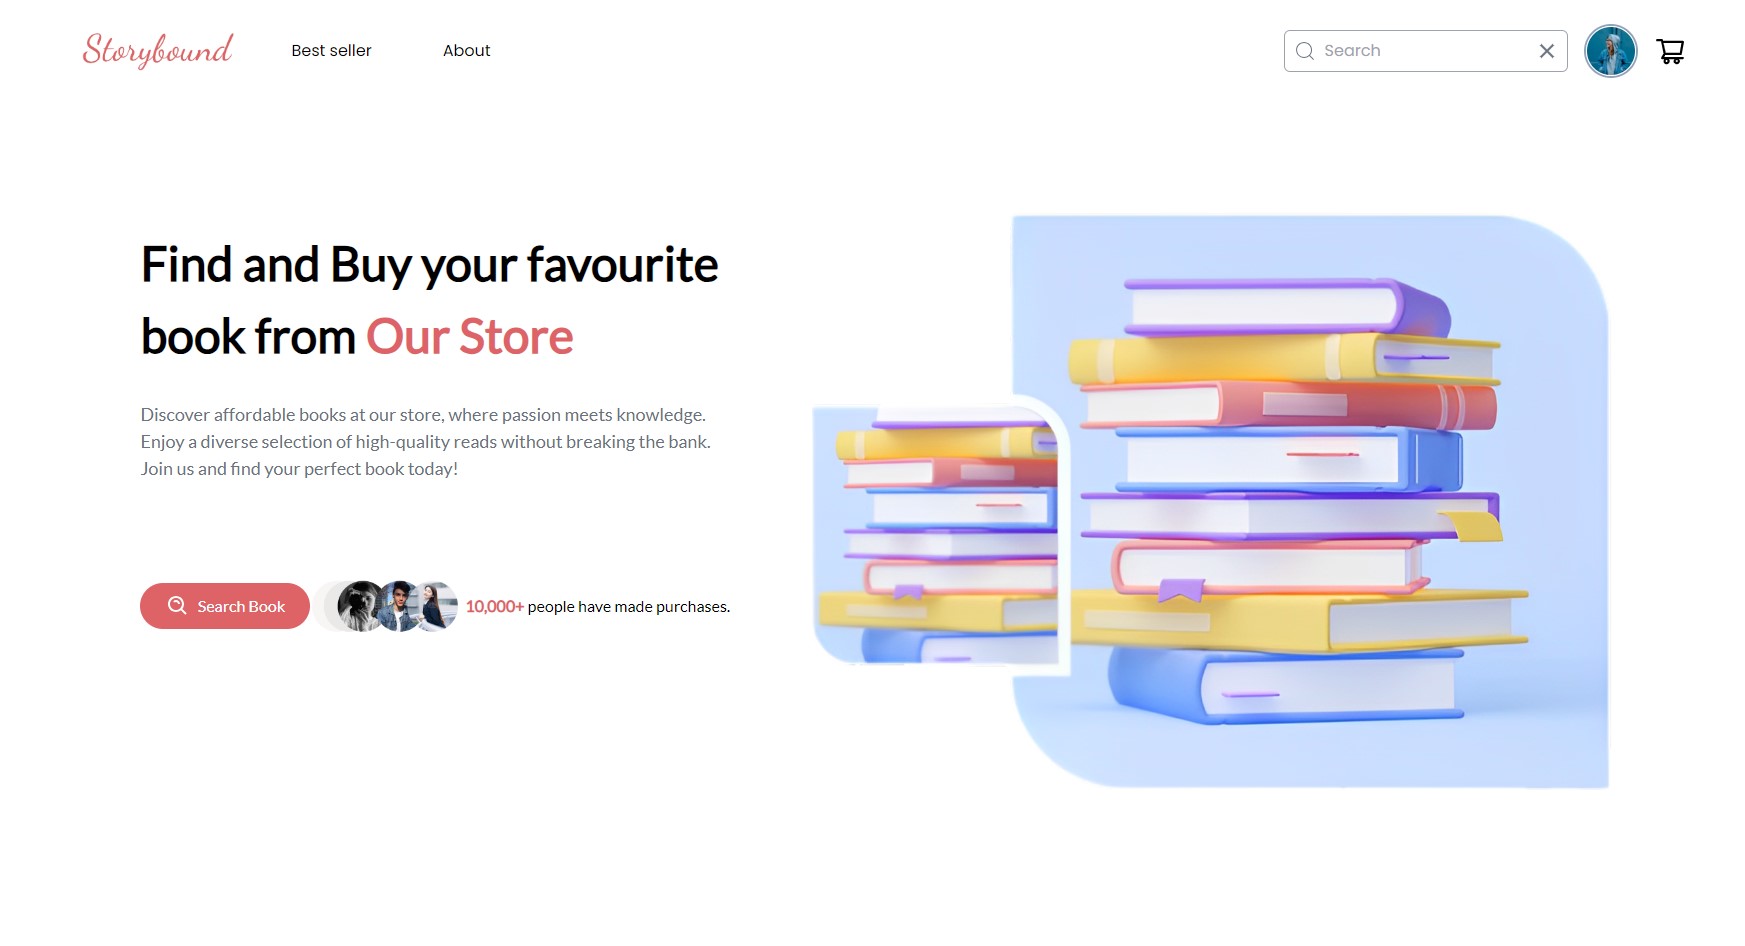 Storybound
Best seller
About
Search
Find and Buy your favourite
book from Our Store
Discover affordable books at our store, where passion meets knowledge.
Enjoy a diverse selection of high-quality reads without breaking the bank.
Join us and find your perfect book today!
Search Book
10,000+ people have made purchases.